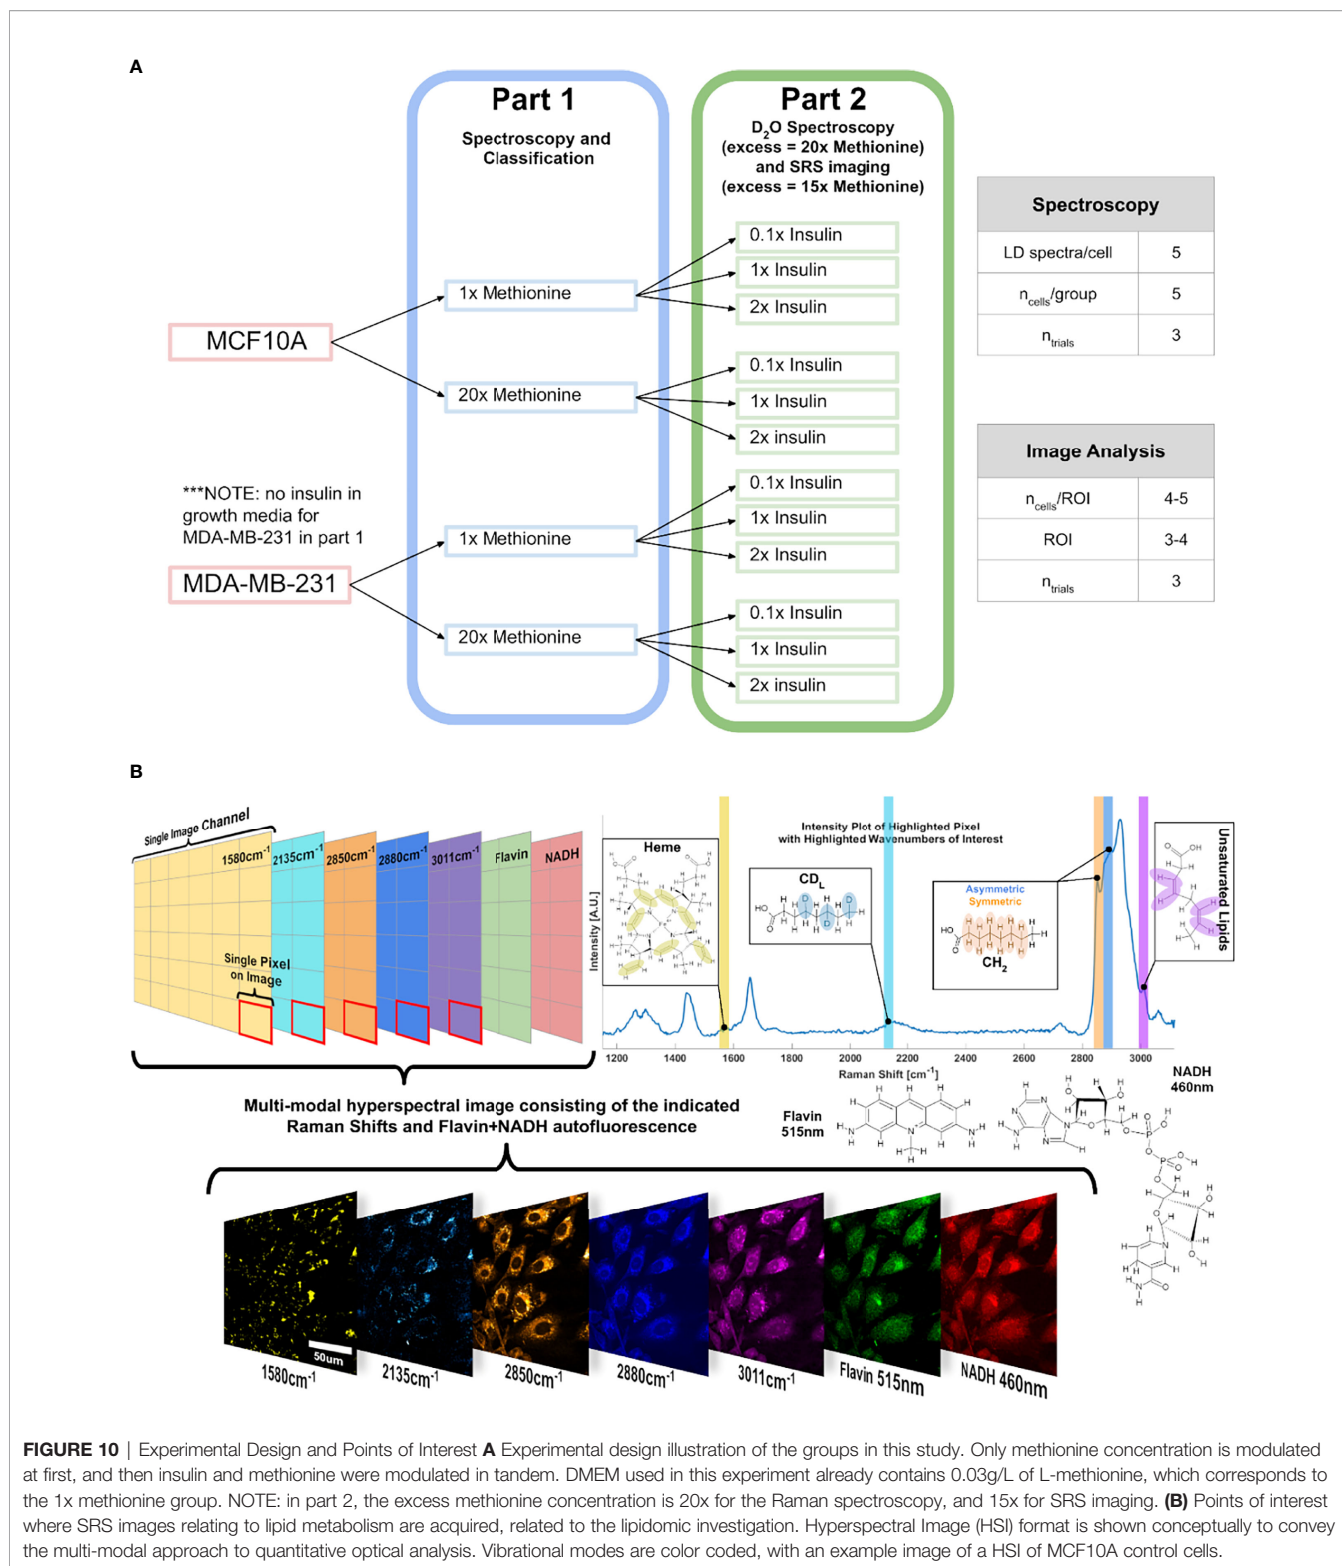 A
Part 1
Spectroscopy and
Classification
Part 2
D2O Spectroscopy
(excess = 20x Methionine)
and SRS imaging
(excess = 15x Methionine)
MCF10A
1x Methionine
0.1x Insulin
1x Insulin
2x Insulin
20x Methionine
0.1x Insulin
1x Insulin
2x insulin
***NOTE: no insulin in
growth media for
MDA-MB-231 in part 1
MDA-MB-231
1x Methionine
0.1x Insulin
1x Insulin
2x Insulin
20x Methionine
0.1x Insulin
1x Insulin
2x insulin
Spectroscopy
LD spectra/cell 5
ncells/group 5
ntrials 3
Image Analysis
ncells/ROI 4-5
ROI 3-4
ntrials 3
B
Single Image Channel
1580cm-1
2135cm-1
2850cm-1
2880cm-1
3011cm-1
Flavin
NADH
Single Pixel
on Image
Intensity Plot of Highlighted Pixel
with Highlighted Wavenumbers of Interest
Intensity [A.U.]
Heme
CDL
Asymmetric
Symmetric
CH2
Unsaturated Lipids
1200 1400 1600 1800 2000 2200 2400 2600 2800 3000
Raman Shift [cm-1]
Multi-modal hyperspectral image consisting of the indicated
Raman Shifts and Flavin+NADH autofluorescence
Flavin
515nm
NADH
460nm
50um
1580cm-1
2135cm-1
2850cm-1
2880cm-1
3011cm-1
Flavin 515nm
NADH 460nm
FIGURE 10 | Experimental Design and Points of Interest A Experimental design illustration of the groups in this study. Only methionine concentration is modulated
at first, and then insulin and methionine were modulated in tandem. DMEM used in this experiment already contains 0.03g/L of L-methionine, which corresponds to
the 1x methionine group. NOTE: in part 2, the excess methionine concentration is 20x for the Raman spectroscopy, and 15x for SRS imaging. (B) Points of interest
where SRS images relating to lipid metabolism are acquired, related to the lipidomic investigation. Hyperspectral Image (HSI) format is shown conceptually to convey
the multi-modal approach to quantitative optical analysis. Vibrational modes are color coded, with an example image of a HSI of MCF10A control cells.